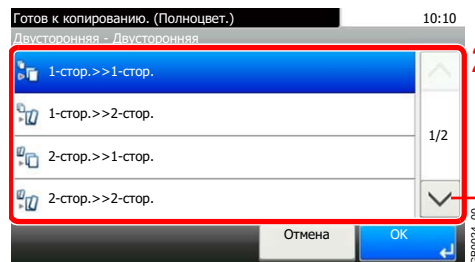 Готов к копированию. (Полноцвет.) 10:10
Двусторонняя - Двусторонняя
1-стор.>>1-стор.
1-стор.>>2-стор.
1/2
2-стор.>>1-стор.
2-стор.>>2-стор.
Отмена OK